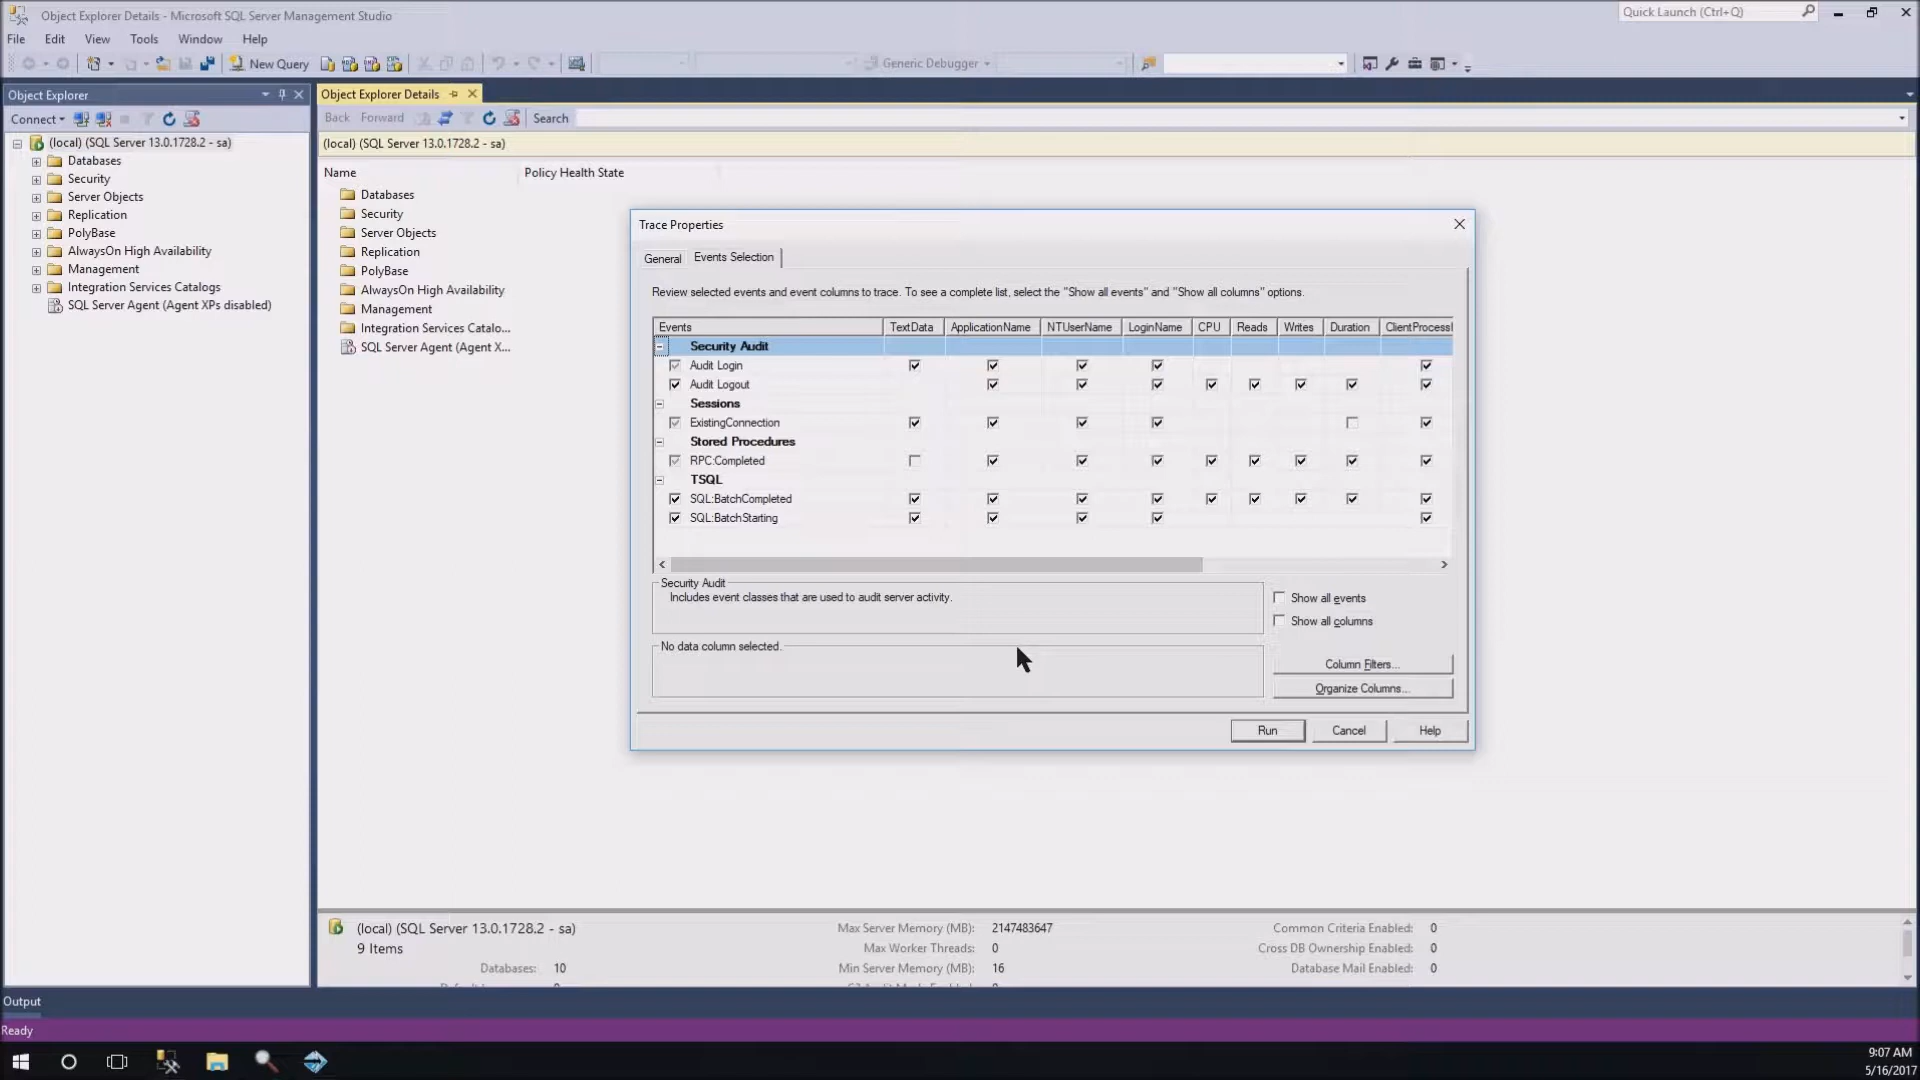 Object Explorer Details - Microsoft SQL Server Management Studio
Quick Launch (Ctrl+Q)
File Edit View Tools Window Help
New Query
Generic Debugger
Object Explorer
Object Explorer Details
Connect
Back Forward Search
(local) (SQL Server 13.0.1728.2 - sa)
Databases
Security
Server Objects
Replication
PolyBase
AlwaysOn High Availability
Management
Integration Services Catalogs
SQL Server Agent (Agent XPs disabled)
(local) (SQL Server 13.0.1728.2 - sa)
Name Policy Health State
Databases
Security
Server Objects
Replication
PolyBase
AlwaysOn High Availability
Management
Integration Services Catalo...
SQL Server Agent (Agent X...
Trace Properties
General Events Selection
Review selected events and event columns to trace. To see a complete list, select the "Show all events" and "Show all columns" options.
Events TextData ApplicationName NTUserName LoginName CPU Reads Writes Duration ClientProcessI
Security Audit
Audit Login
Audit Logout
Sessions
ExistingConnection
Stored Procedures
RPC:Completed
TSQL
SQL:BatchCompleted
SQL:BatchStarting
Security Audit
Includes event classes that are used to audit server activity.
Show all events
Show all columns
No data column selected.
Column Filters...
Organize Columns...
Run Cancel Help
(local) (SQL Server 13.0.1728.2 - sa)
9 Items
Databases: 10
Max Server Memory (MB): 2147483647
Max Worker Threads: 0
Min Server Memory (MB): 16
Common Criteria Enabled: 0
Cross DB Ownership Enabled: 0
Database Mail Enabled: 0
Output
Ready
9:07 AM
5/16/2017